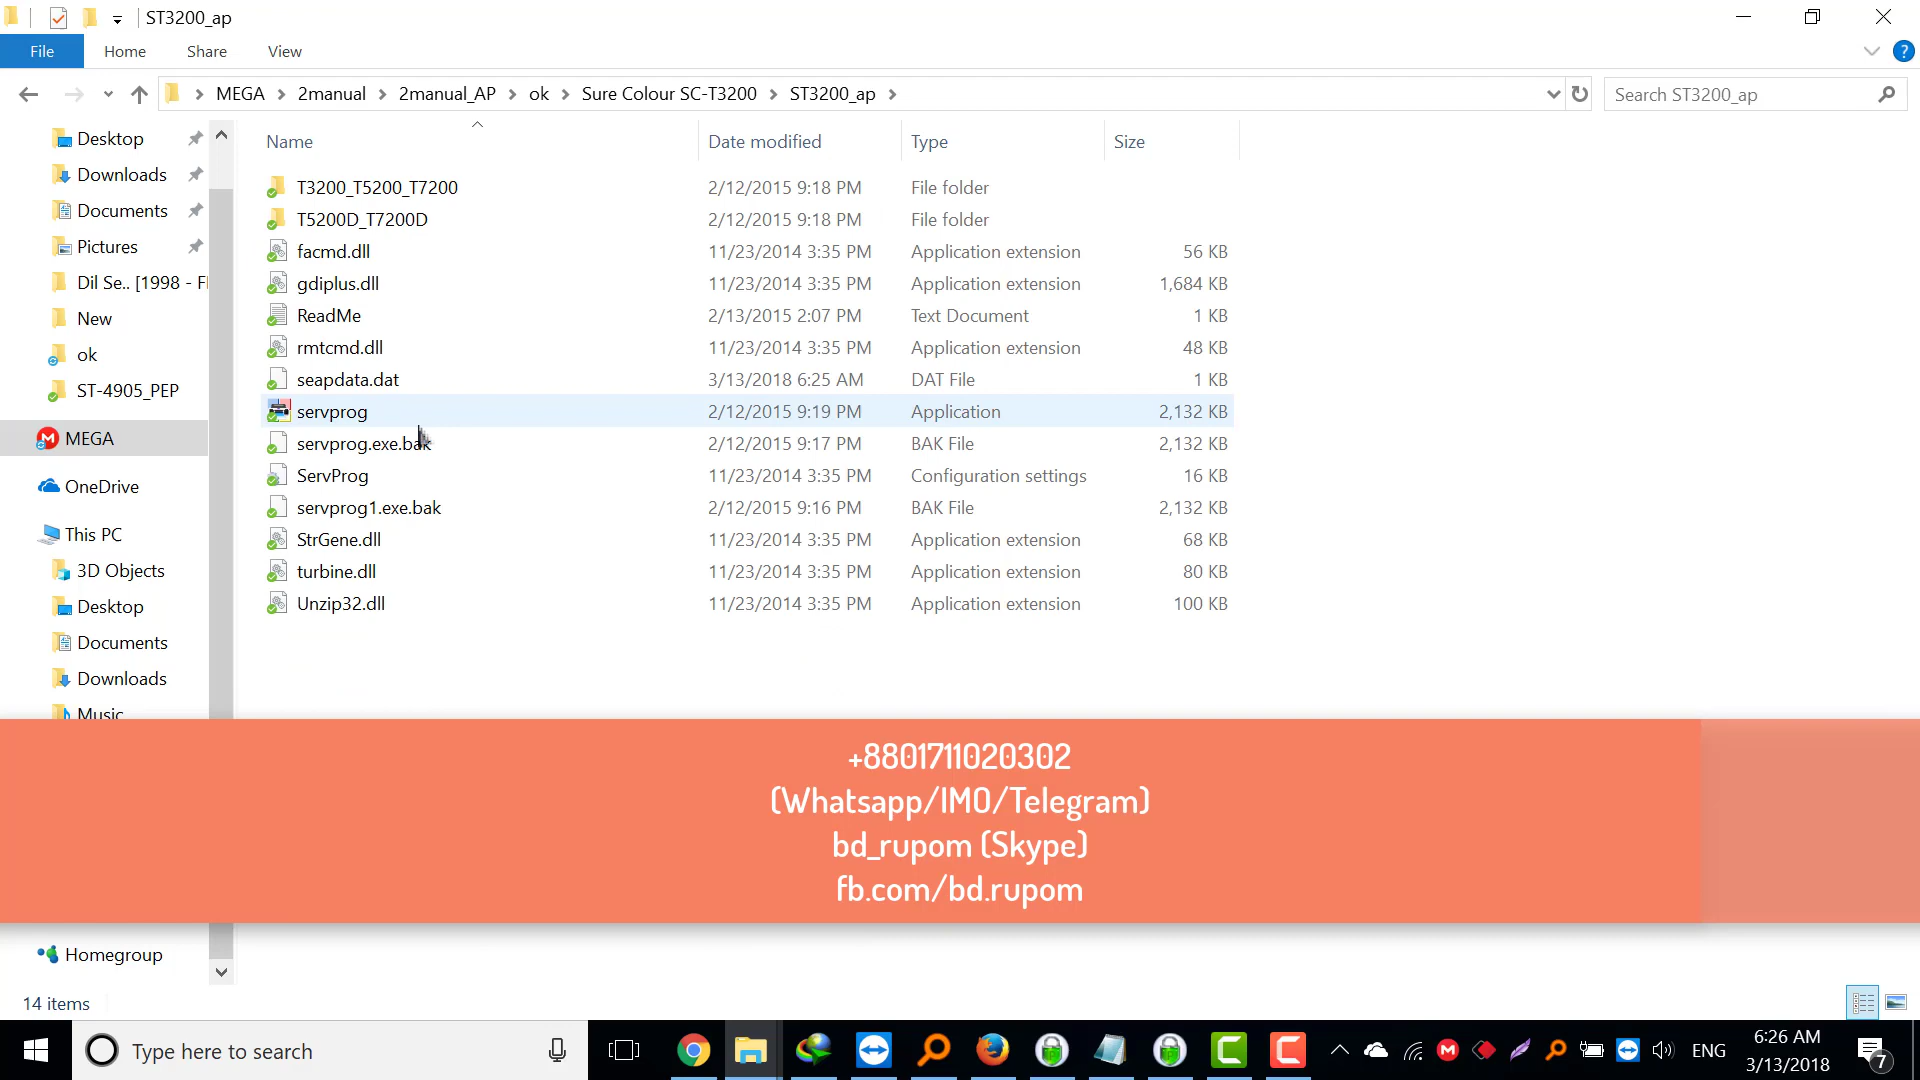 ST3200_ap
File Home Share View
MEGA 2manual 2manual_AP ok Sure Colour SC-T3200 ST3200_ap
Search ST3200_ap
Name Date modified Type Size
Desktop
Downloads
Documents
Pictures
Dil Se.. [1998 - Fl
New
ok
ST-4905_PEP
MEGA
OneDrive
This PC
3D Objects
Desktop
Documents
Downloads
Music
Homegroup
T3200_T5200_T7200 2/12/2015 9:18 PM File folder
T5200D_T7200D 2/12/2015 9:18 PM File folder
facmd.dll 11/23/2014 3:35 PM Application extension 56 KB
gdiplus.dll 11/23/2014 3:35 PM Application extension 1,684 KB
ReadMe 2/13/2015 2:07 PM Text Document 1 KB
rmtcmd.dll 11/23/2014 3:35 PM Application extension 48 KB
seapdata.dat 3/13/2018 6:25 AM DAT File 1 KB
servprog 2/12/2015 9:19 PM Application 2,132 KB
servprog.exe.bak 2/12/2015 9:17 PM BAK File 2,132 KB
ServProg 11/23/2014 3:35 PM Configuration settings 16 KB
servprog1.exe.bak 2/12/2015 9:16 PM BAK File 2,132 KB
StrGene.dll 11/23/2014 3:35 PM Application extension 68 KB
turbine.dll 11/23/2014 3:35 PM Application extension 80 KB
Unzip32.dll 11/23/2014 3:35 PM Application extension 100 KB
+8801711020302
(Whatsapp/IMO/Telegram)
bd_rupom (Skype)
fb.com/bd.rupom
14 items
Type here to search
ENG
6:26 AM
3/13/2018
7